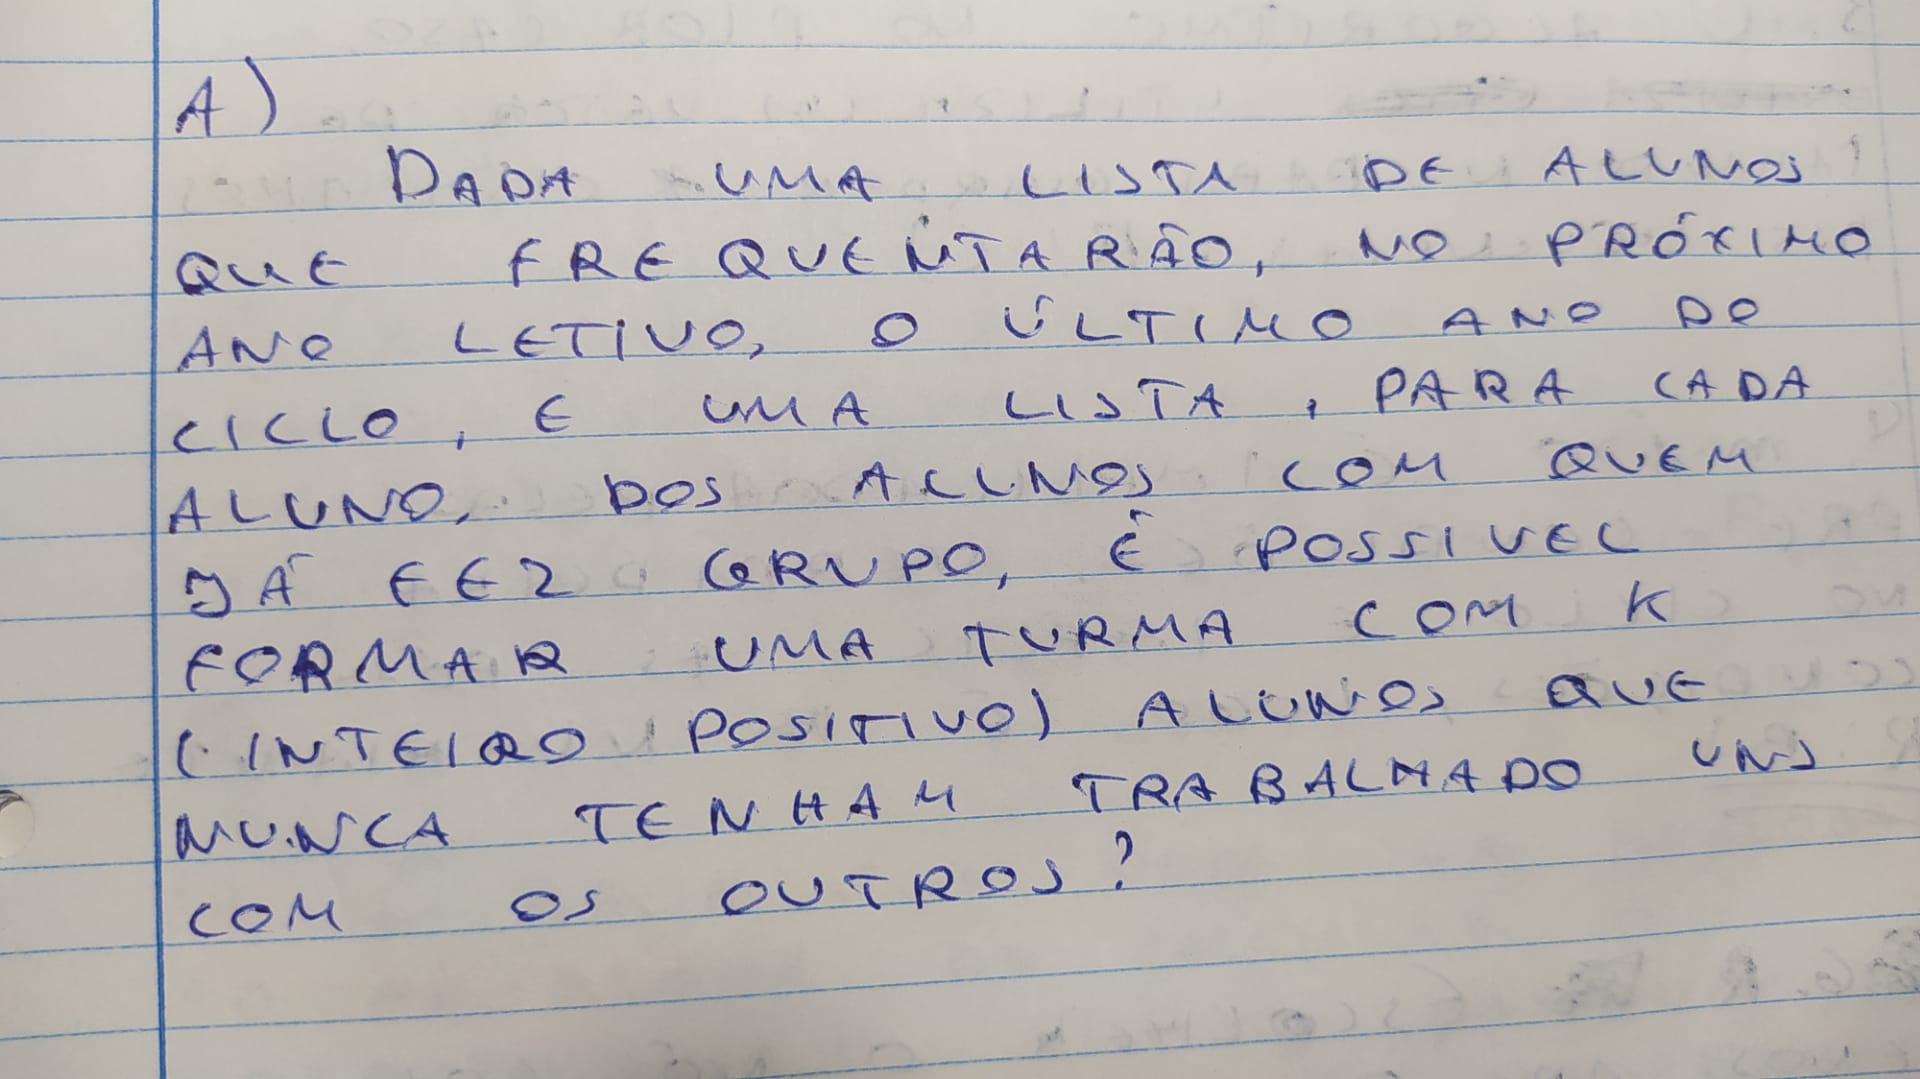 A)
DADA UMA LISTA DE ALUNOS
QUE FREQUENTARÃO, NO PRÓXIMO
ANO LETIVO, O ÚLTIMO ANO DO
CICLO, E UMA LISTA, PARA CADA
ALUNO, DOS ALUNOS COM QUEM
JÁ FEZ GRUPO, É POSSIVEL
FORMAR UMA TURMA COM K
(INTEIRO POSITIVO) ALUNOS QUE
NUNCA TENHAM TRABALHADO UNS
COM OS OUTROS?